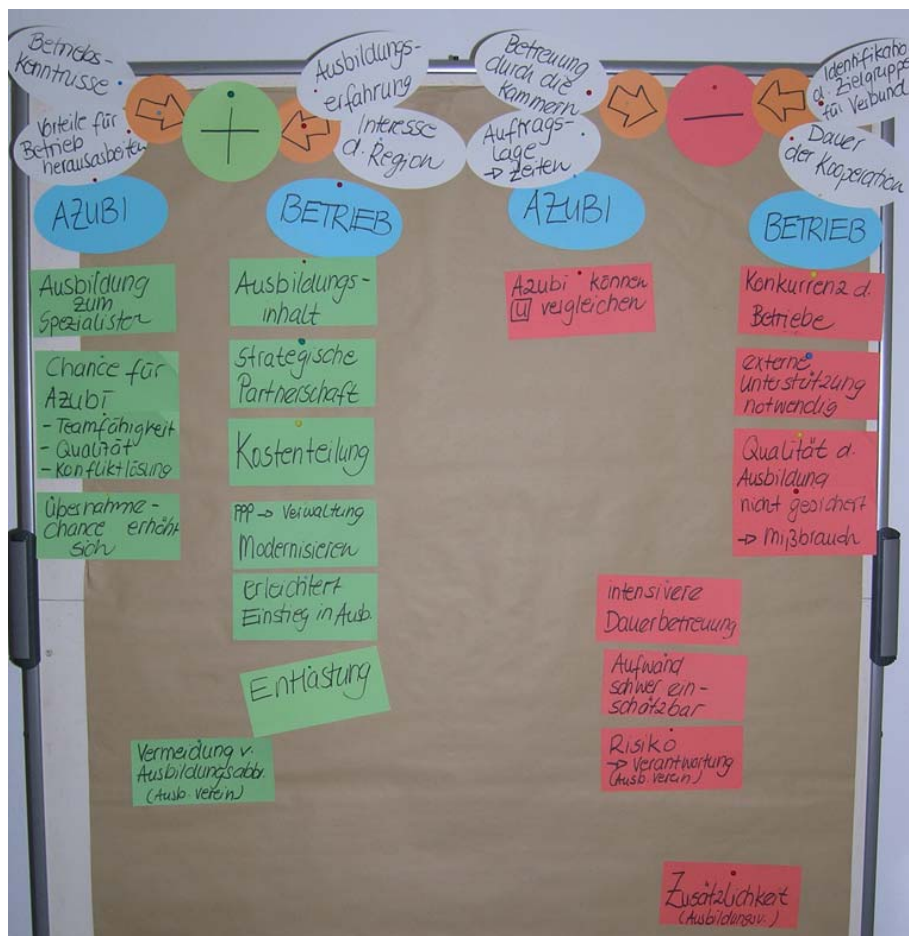 Betriebs-
kenntnisse
Vorteile für
Betrieb
herausarbeiten
+
Ausbildungs-
erfahrung
Interesse
d. Region
Betreuung
durch die
Kammern
Auftrags-
lage
→ Zeiten
—
Identifikatio
d. Zielgruppe
für Verbund
Dauer
der Kooperation
AZUBI
BETRIEB
AZUBI
BETRIEB
Ausbildung
zum
Spezialisten
Chance für
AZUBI
- Teamfähigkeit
- Qualität
- Konfliktlösung
Übernahme-
Chance erhöht
sich
Ausbildungs-
inhalt
Strategische
Partnerschaft
Kostenteilung
PPP → Verwaltung
Modernisieren
erleichtert
Einstieg in Ausb.
Entlastung
Vermeidung v.
Ausbildungsabbr.
(Ausb. verein)
Azubi können
U vergleichen
Konkurrenz d.
Betriebe
externe
Unterstützung
notwendig
Qualität d.
Ausbildung
nicht gesichert
→ Mißbrauch
intensivere
Dauerbetreuung
Aufwand
schwer ein-
schätzbar
Risiko
→ Verantwortung
(Ausb. verein)
Zusätzlichkeit
(Ausbildungsv.)